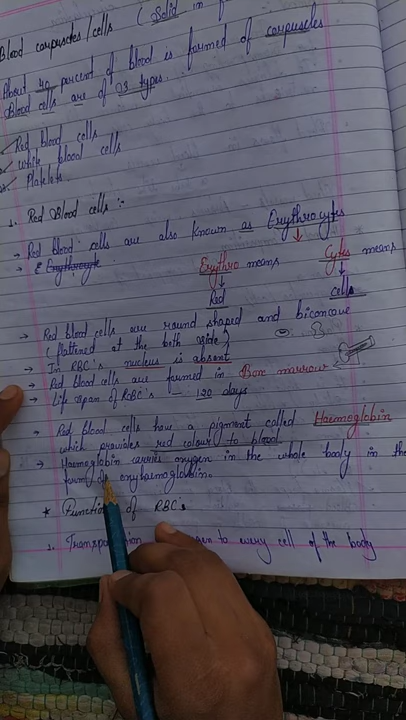 Blood corpuscles/cells ( Solid in
About 40 percent of blood is formed of corpuscles
Blood cells are of 03 types.
Red blood cells
White blood cells
Platelets
1. Red Blood cells :-
→ Red blood cells are also known as Erythrocytes
→ Erythrocyte
Erythro means Cytes means
Red cells
→ Red blood cells are round shaped and biconcave
( flattened at the both side )
→ In RBC's nucleus is absent
→ Red blood cells are formed in Bone marrow
→ Life span of RBC's — 120 days
→ Red blood cells have a pigment called Haemoglobin
which provides red colour to blood.
→ Haemoglobin carries oxygen in the whole body in the
form of oxyhaemoglobin.
* Function of RBC's
1. to every cell of the body